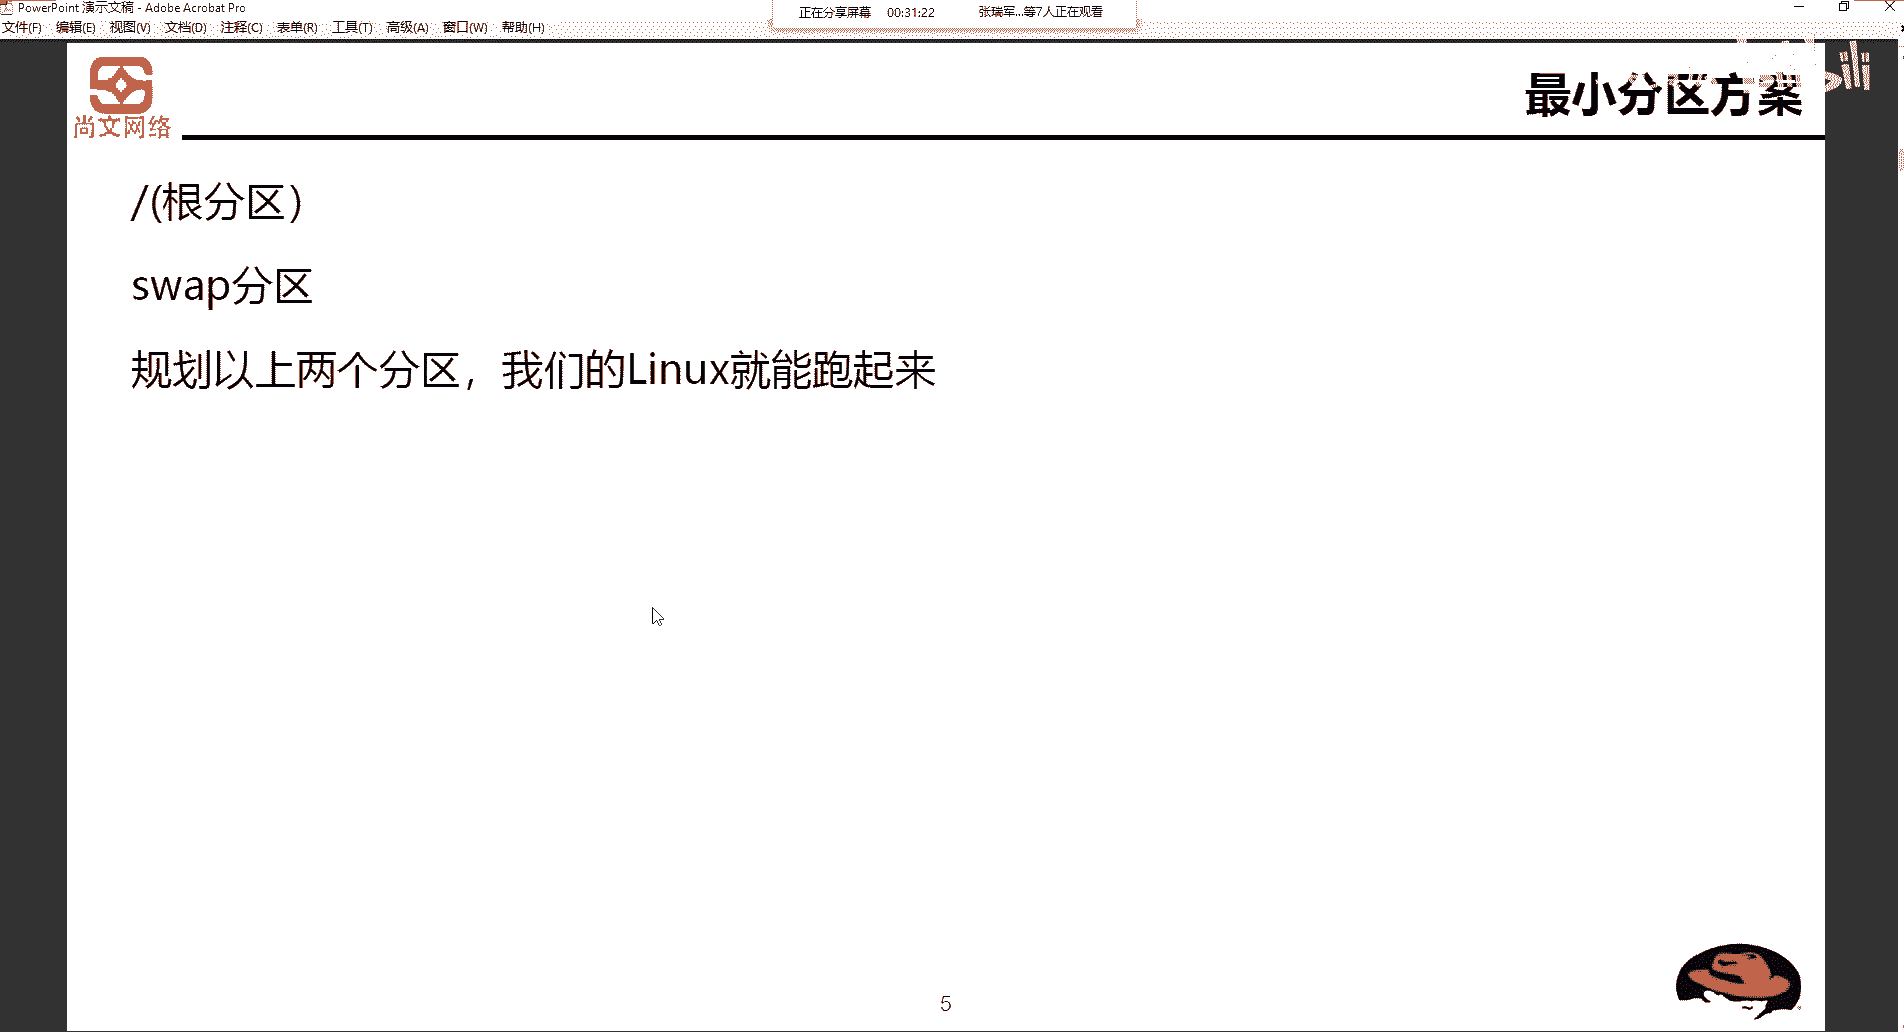 PowerPoint 演示文稿 - Adobe Acrobat Pro
正在分享屏幕 00:31:22 张瑞军...等7人正在观看
文件(F) 编辑(E) 视图(V) 文档(D) 注释(C) 表单(R) 工具(T) 高级(A) 窗口(W) 帮助(H)
尚文网络
最小分区方案
/(根分区)
swap分区
规划以上两个分区，我们的Linux就能跑起来
5